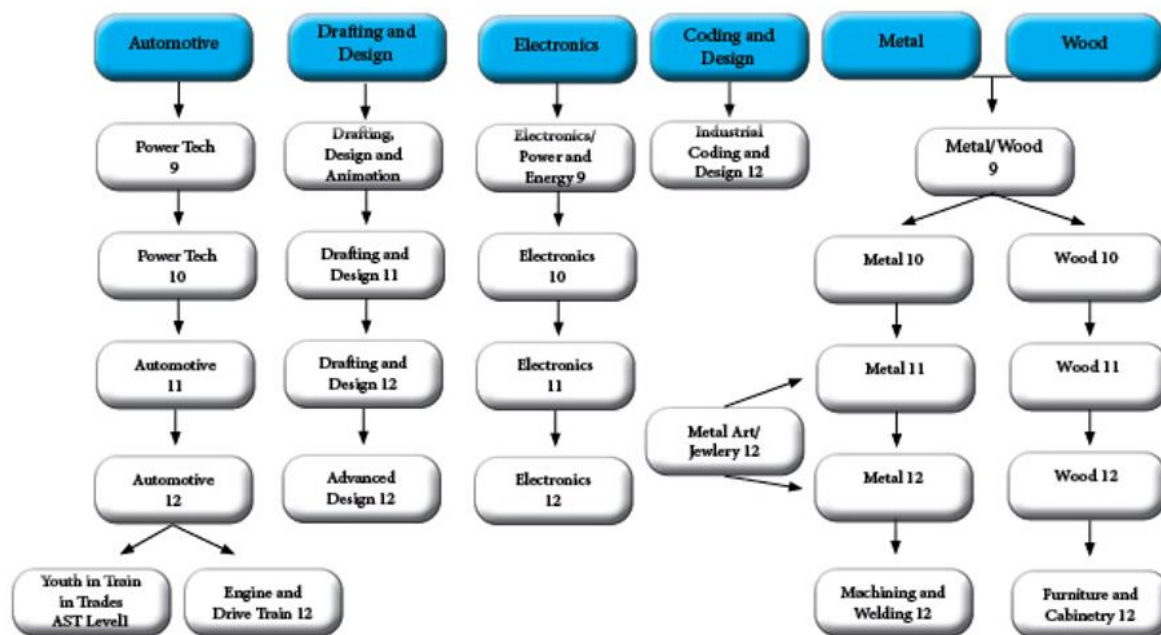 Automotive
Drafting and
Design
Electronics
Coding and
Design
Metal
Wood
Power Tech
9
Drafting,
Design and
Animation
Electronics/
Power and
Energy 9
Industrial
Coding and
Design 12
Metal/Wood
9
Power Tech
10
Drafting and
Design 11
Electronics
10
Metal 10
Wood 10
Automotive
11
Drafting and
Design 12
Electronics
11
Metal 11
Wood 11
Metal Art/
Jewlery 12
Automotive
12
Advanced
Design 12
Electronics
12
Metal 12
Wood 12
Youth in Train
in Trades
AST Level1
Engine and
Drive Train 12
Machining and
Welding 12
Furniture and
Cabinetry 12